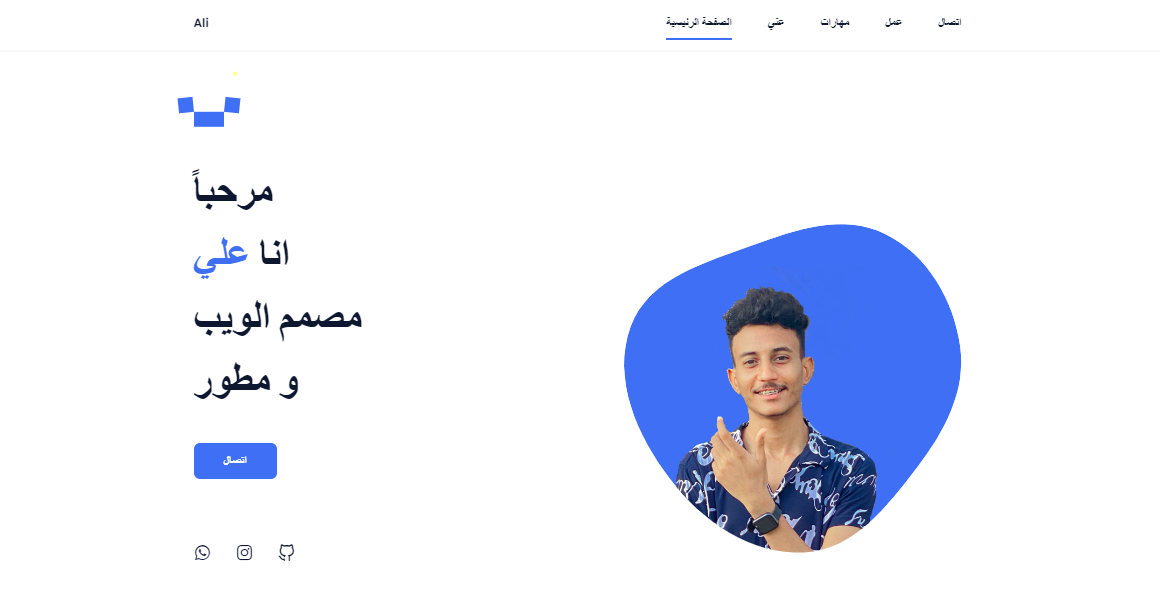 Ali
الصفحة الرئيسية
عني
مهارات
عمل
اتصال
مرحباً
انا علي
مصمم الويب
و مطور
اتصال